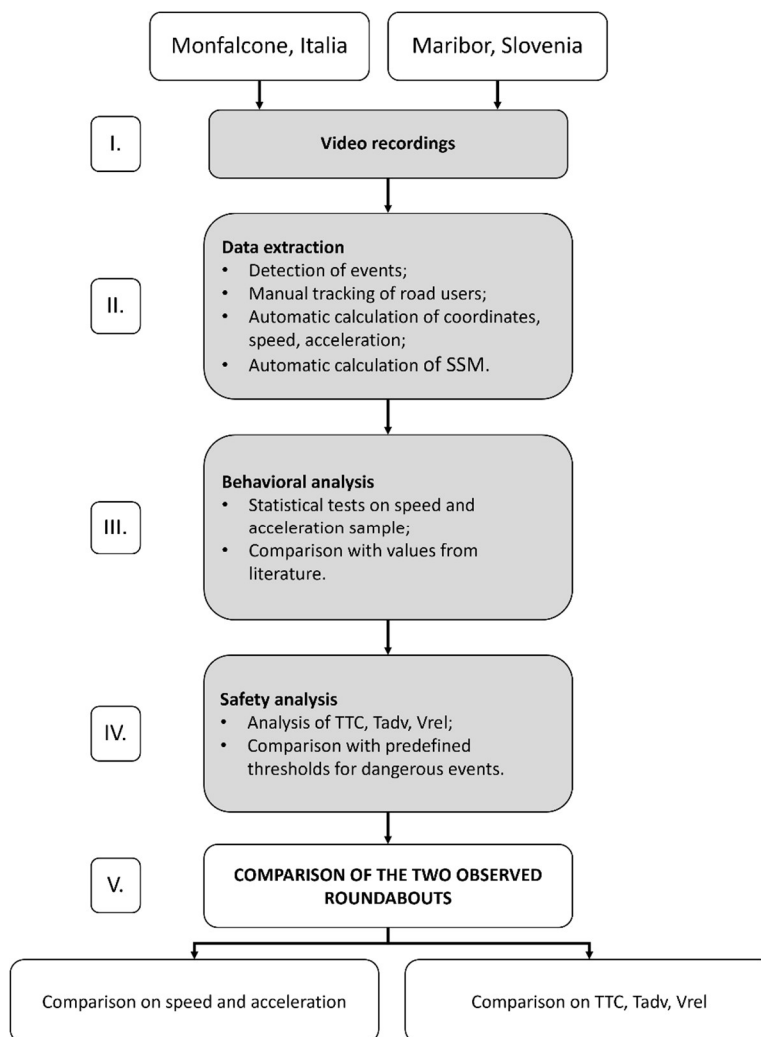 Monfalcone, Italia
Maribor, Slovenia
I.
Video recordings
II.
Data extraction
• Detection of events;
• Manual tracking of road users;
• Automatic calculation of coordinates,
speed, acceleration;
• Automatic calculation of SSM.
III.
Behavioral analysis
• Statistical tests on speed and
acceleration sample;
• Comparison with values from
literature.
IV.
Safety analysis
• Analysis of TTC, Tadv, Vrel;
• Comparison with predefined
thresholds for dangerous events.
V.
COMPARISON OF THE TWO OBSERVED
ROUNDABOUTS
Comparison on speed and acceleration
Comparison on TTC, Tadv, Vrel